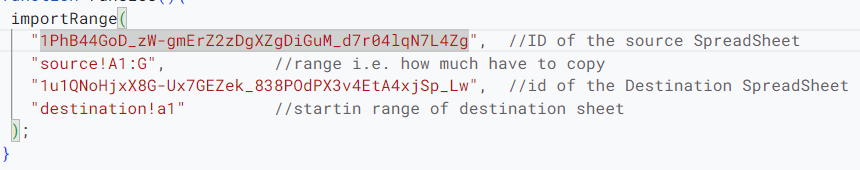 importRange(
"1PhB44GoD_zW-gmErZ2zDgXZgDiGuM_d7r04lqN7L4Zg", //ID of the source SpreadSheet
"source!A1:G", //range i.e. how much have to copy
"1u1QNoHjxX8G-Ux7GEZek_838POdPX3v4EtA4xjSp_Lw", //id of the Destination SpreadSheet
"destination!a1" //startin range of destination sheet
);
}